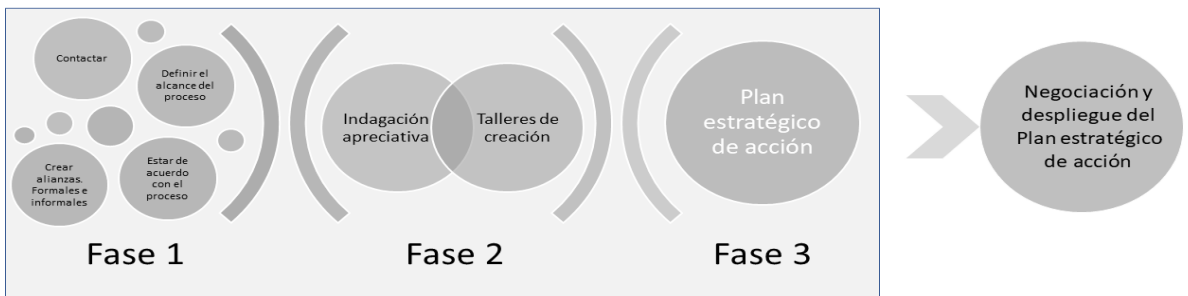 Contactar
Definir el
alcance del
proceso
Crear
alianzas.
Formales e
informales
Estar de
acuerdo
con el
proceso
Fase 1
Indagación
apreciativa
Talleres de
creación
Fase 2
Plan
estratégico
de acción
Fase 3
Negociación y
despliegue del
Plan estratégico
de acción